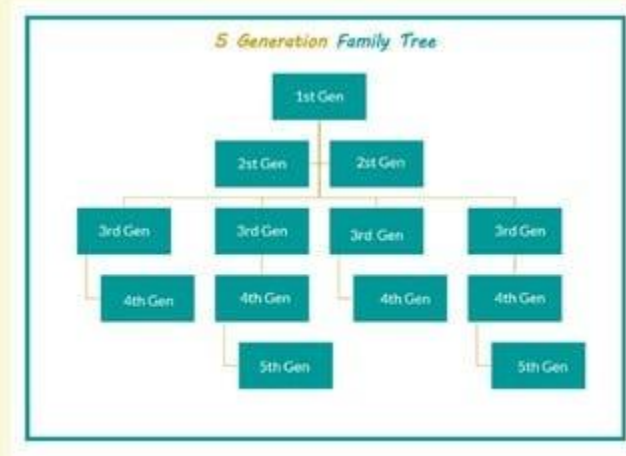 5 Generation Family Tree
1st Gen
2st Gen 2st Gen
3rd Gen 3rd Gen 3rd Gen 3rd Gen
4th Gen 4th Gen 4th Gen 4th Gen
5th Gen 5th Gen